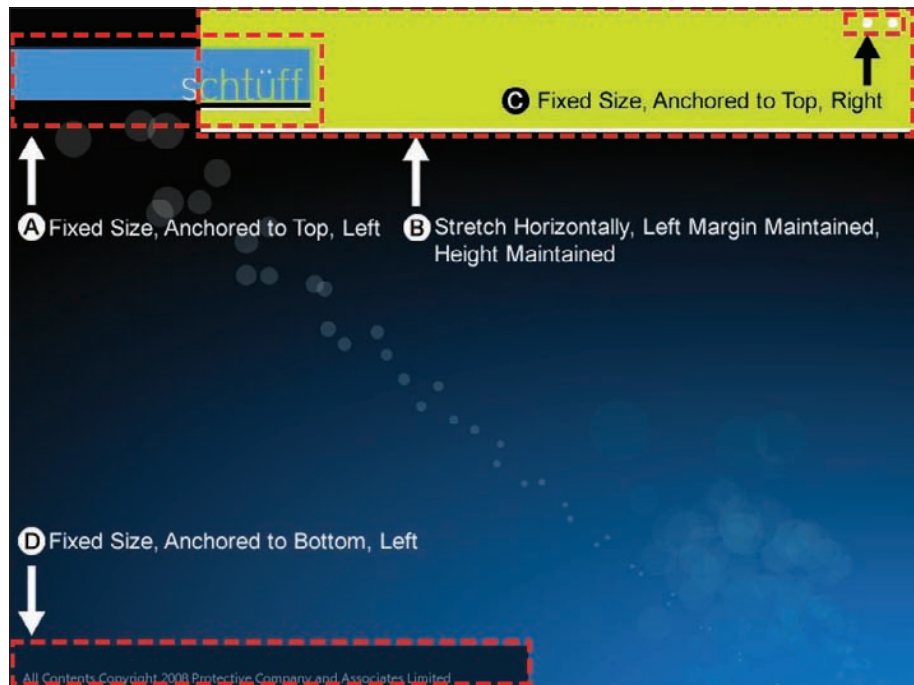 schtüff
C Fixed Size, Anchored to Top, Right
A Fixed Size, Anchored to Top, Left
B Stretch Horizontally, Left Margin Maintained,
Height Maintained
D Fixed Size, Anchored to Bottom, Left
All Contents Copyright 2008 Protective Company and Associates Limited